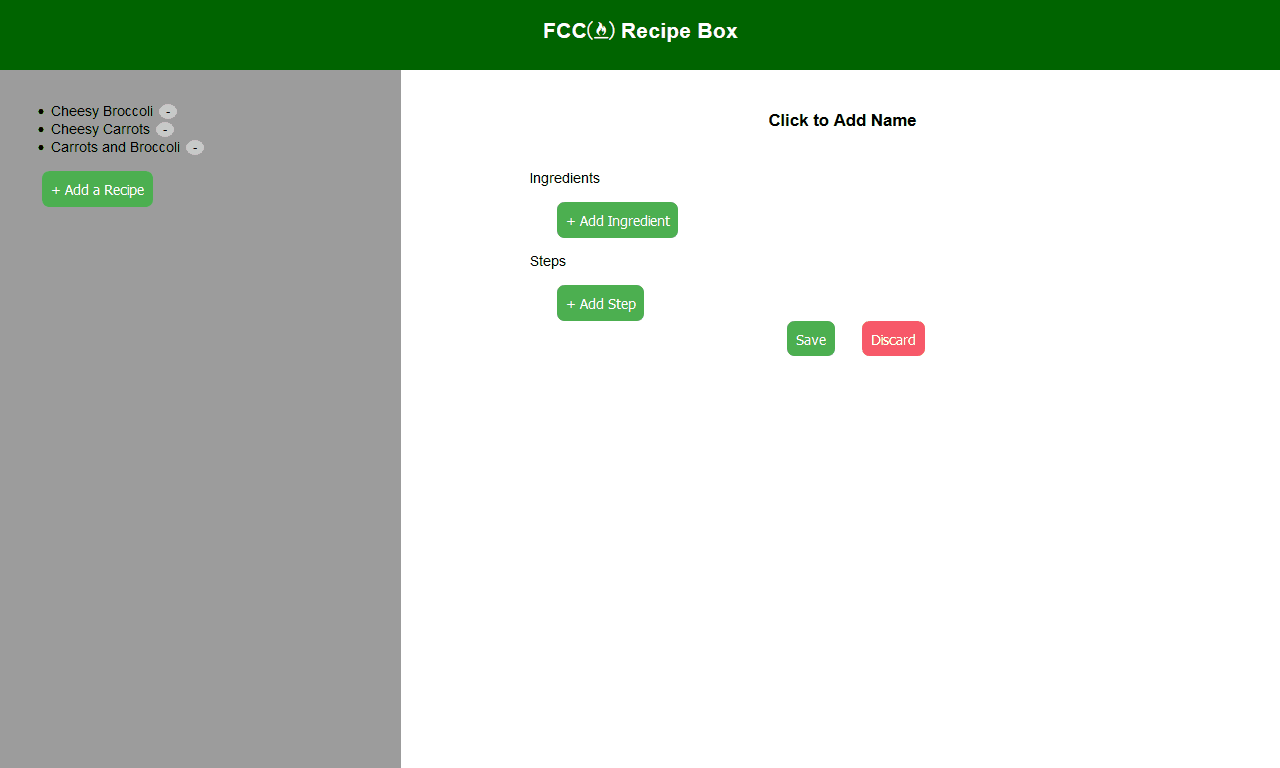 FCC(🔥) Recipe Box
• Cheesy Broccoli -
• Cheesy Carrots -
• Carrots and Broccoli -
+ Add a Recipe
Click to Add Name
Ingredients
+ Add Ingredient
Steps
+ Add Step
Save Discard